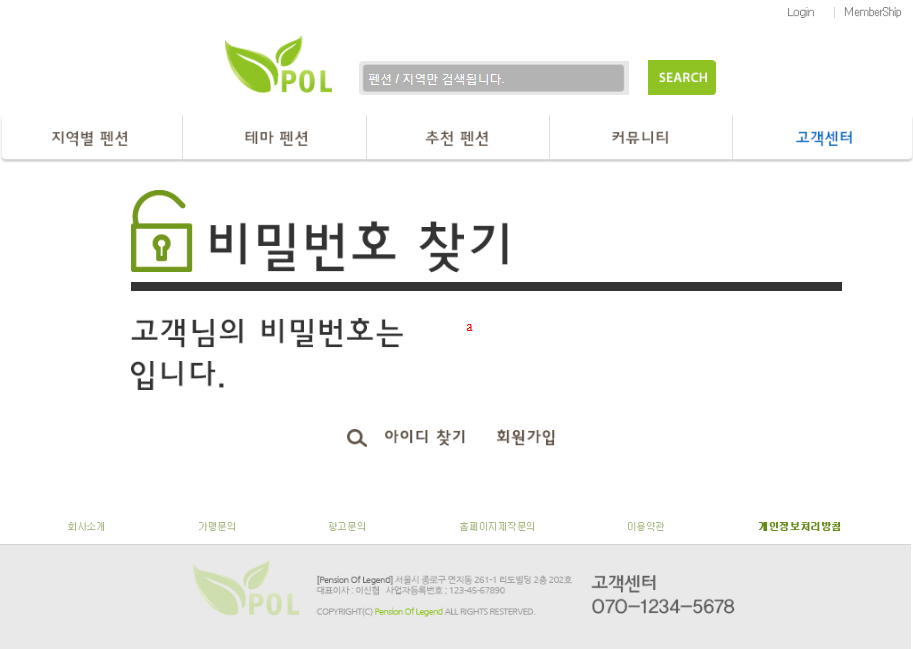 Login | MemberShip
POL
펜션 / 지역만 검색됩니다.
SEARCH
지역별 펜션 테마 펜션 추천 펜션 커뮤니티 고객센터
비밀번호 찾기
고객님의 비밀번호는 a
입니다.
아이디 찾기 회원가입
회사소개 가맹문의 광고문의 홈페이지제작문의 이용약관 개인정보처리방침
POL
[Pension Of Legend] 서울시 종로구 연지동 261-1 리도빌딩 2층 202호
대표이사 : 이신협 사업자등록번호 : 123-45-67890
COPYRIGHT(C) Pension Of Legend ALL RIGHTS RESTERVED.
고객센터
070-1234-5678